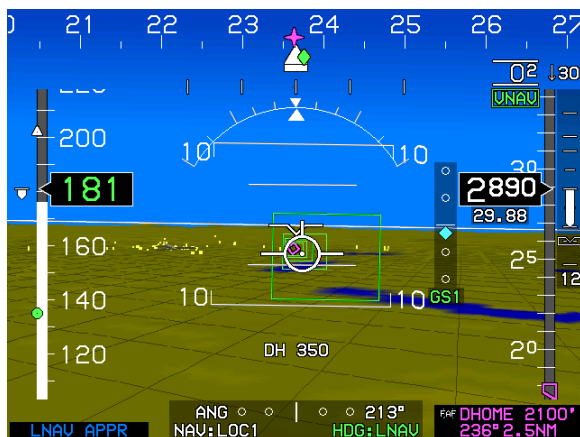 20 21 22 23 24 25 26 27
0² ↓30
VNAV
200
181
160
140
120
10 10
2890
29.88
25
2⁰
12
10 10
GS1
DH 350
ANG 213°
NAV:LOC1 HDG:LNAV
LNAV APPR
FAF DHOME 2100'
236° 2.5NM